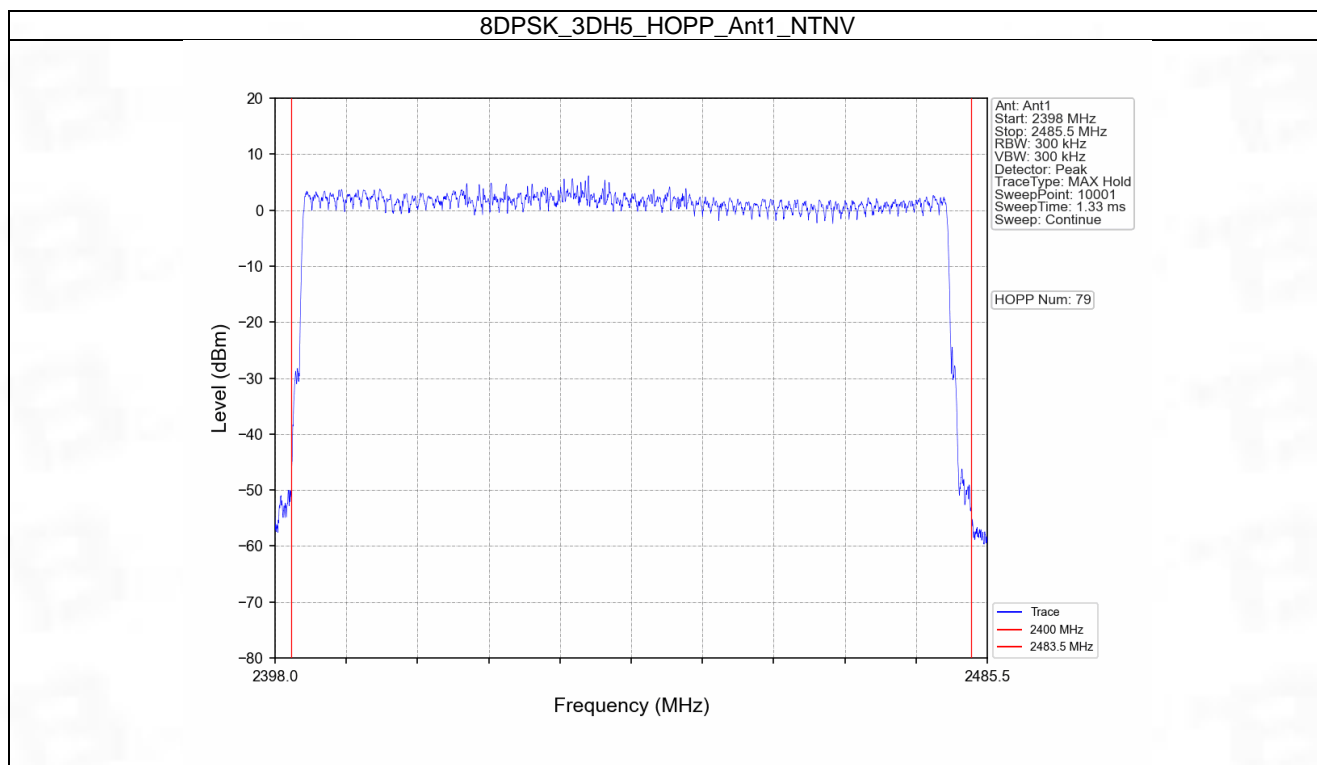 8DPSK_3DH5_HOPP_Ant1_NTNV
20
10
0
−10
−20
−30
−40
−50
−60
−70
−80
Level (dBm)
2398.0
2485.5
Frequency (MHz)
Ant: Ant1
Start: 2398 MHz
Stop: 2485.5 MHz
RBW: 300 kHz
VBW: 300 kHz
Detector: Peak
TraceType: MAX Hold
SweepPoint: 10001
SweepTime: 1.33 ms
Sweep: Continue
HOPP Num: 79
Trace
2400 MHz
2483.5 MHz